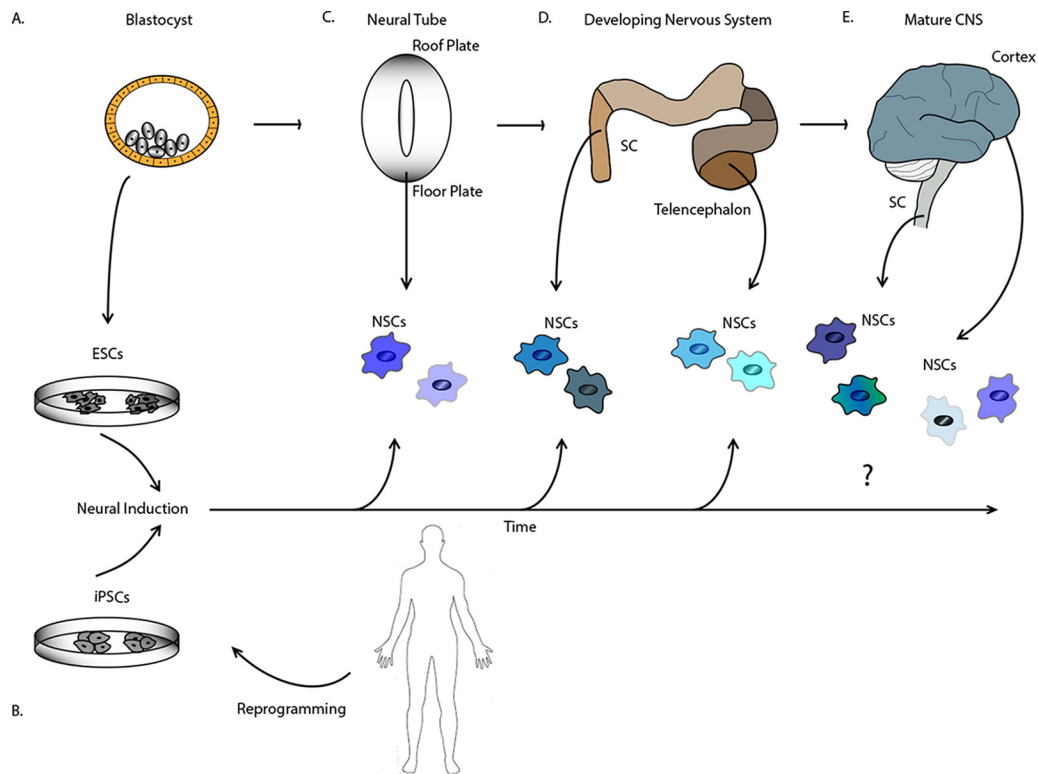 A.
Blastocyst
C.
Neural Tube
D.
Developing Nervous System
E.
Mature CNS
Roof Plate
Cortex
SC
Floor Plate
Telencephalon
SC
NSCs
NSCs
NSCs
NSCs
ESCs
NSCs
?
Neural Induction
Time
iPSCs
Reprogramming
B.